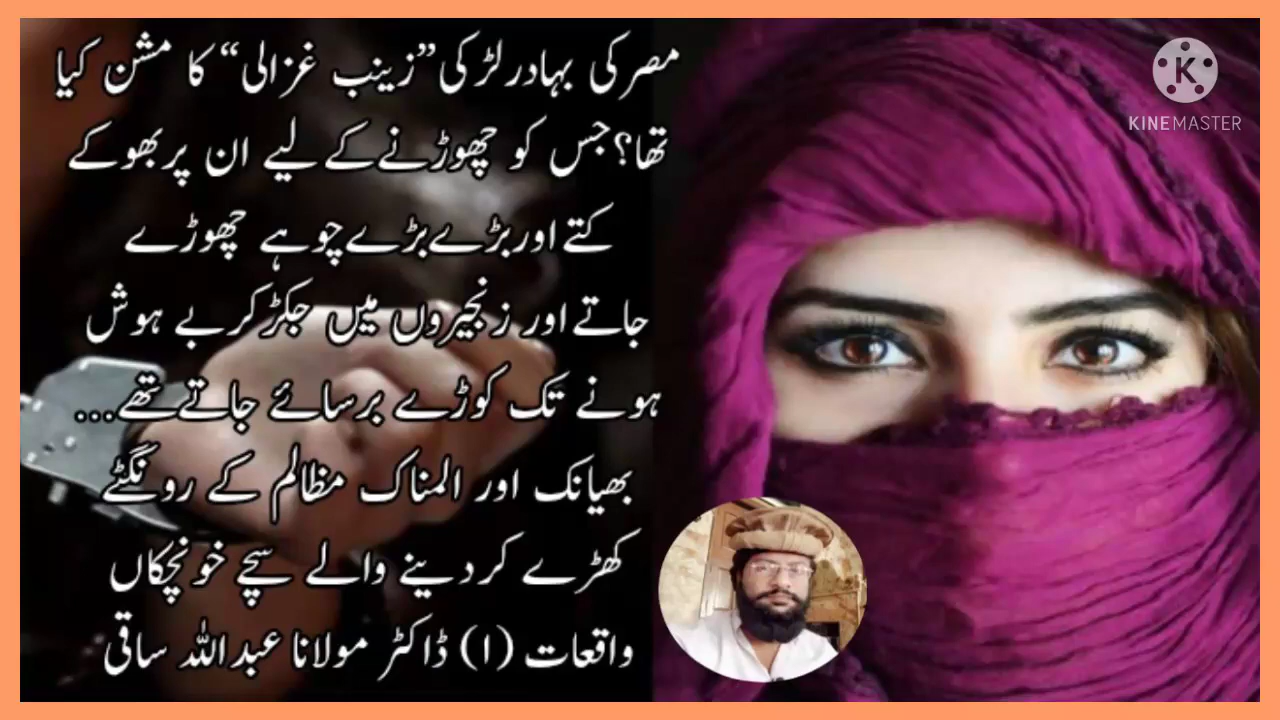 مصر کی بہادر لڑکی ”زینب غزالی“ کا مشن کیا
تھا؟ جس کو چھوڑنے کے لیے ان پر بھوکے
کتے اور بڑے بڑے چوہے چھوڑے
جاتے اور زنجیروں میں جکڑ کر بے ہوش
ہونے تک کوڑے برسائے جاتے تھے...
بھیانک اور المناک مظالم کے رونگٹے
کھڑے کر دینے والے سچے خونچکاں
واقعات (۱) ڈاکٹر مولانا عبداللہ ساقی
K
KINEMASTER